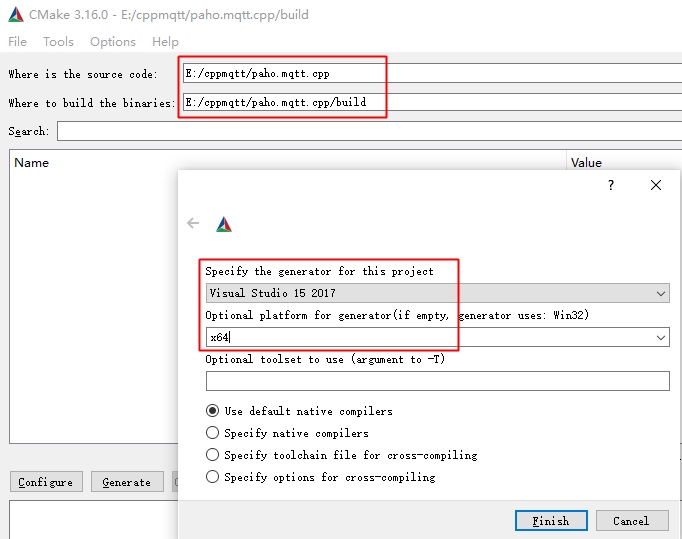 CMake 3.16.0 - E:/cppmqtt/paho.mqtt.cpp/build
File Tools Options Help
Where is the source code: E:/cppmqtt/paho.mqtt.cpp
Where to build the binaries: E:/cppmqtt/paho.mqtt.cpp/build
Search:
Name Value
?
Specify the generator for this project
Visual Studio 15 2017
Optional platform for generator(if empty, generator uses: Win32)
x64
Optional toolset to use (argument to -T)
Use default native compilers
Specify native compilers
Specify toolchain file for cross-compiling
Specify options for cross-compiling
Configure Generate
Finish Cancel